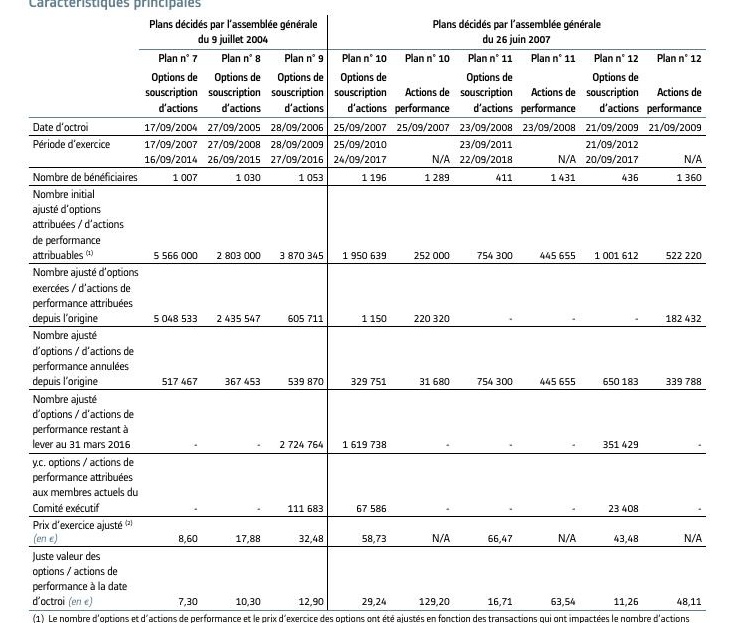 Caractéristiques principales
Plans décidés par l'assemblée générale Plans décidés par l'assemblée générale
du 9 juillet 2004 du 26 juin 2007
Plan n° 7 Plan n° 8 Plan n° 9 Plan n° 10 Plan n° 10 Plan n° 11 Plan n° 11 Plan n° 12 Plan n° 12
Options de Options de Options de Options de Options de Options de
souscription souscription souscription souscription Actions de souscription Actions de souscription Actions de
d'actions d'actions d'actions d'actions performance d'actions performance d'actions performance
Date d'octroi 17/09/2004 27/09/2005 28/09/2006 25/09/2007 25/09/2007 23/09/2008 23/09/2008 21/09/2009 21/09/2009
Période d'exercice 17/09/2007 27/09/2008 28/09/2009 25/09/2010 23/09/2011 21/09/2012
16/09/2014 26/09/2015 27/09/2016 24/09/2017 N/A 22/09/2018 N/A 20/09/2017 N/A
Nombre de bénéficiaires 1 007 1 030 1 053 1 196 1 289 411 1 431 436 1 360
Nombre initial
ajusté d'options
attribuées / d'actions
de performance
attribuables (1) 5 566 000 2 803 000 3 870 345 1 950 639 252 000 754 300 445 655 1 001 612 522 220
Nombre ajusté d'options
exercées / d'actions de
performance attribuées
depuis l'origine 5 048 533 2 435 547 605 711 1 150 220 320 - - - 182 432
Nombre ajusté
d'options / d'actions de
performance annulées
depuis l'origine 517 467 367 453 539 870 329 751 31 680 754 300 445 655 650 183 339 788
Nombre ajusté
d'options / d'actions de
performance restant à
lever au 31 mars 2016 - - 2 724 764 1 619 738 - - - 351 429 -
y.c. options / actions de
performance attribuées
aux membres actuels du
Comité exécutif - - 111 683 67 586 - - - 23 408 -
Prix d'exercice ajusté (2)
(en €) 8,60 17,88 32,48 58,73 N/A 66,47 N/A 43,48 N/A
Juste valeur des
options / actions de
performance à la date
d'octroi (en €) 7,30 10,30 12,90 29,24 129,20 16,71 63,54 11,26 48,11
(1) Le nombre d'options et d'actions de performance et le prix d'exercice des options ont été ajustés en fonction des transactions qui ont impactées le nombre d'actions